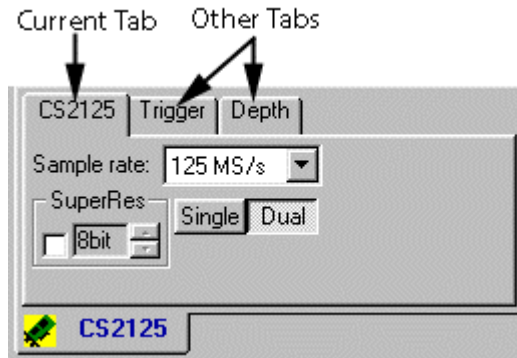 Current Tab Other Tabs
CS2125 Trigger Depth
Sample rate: 125 MS/s
SuperRes
8bit Single Dual
CS2125